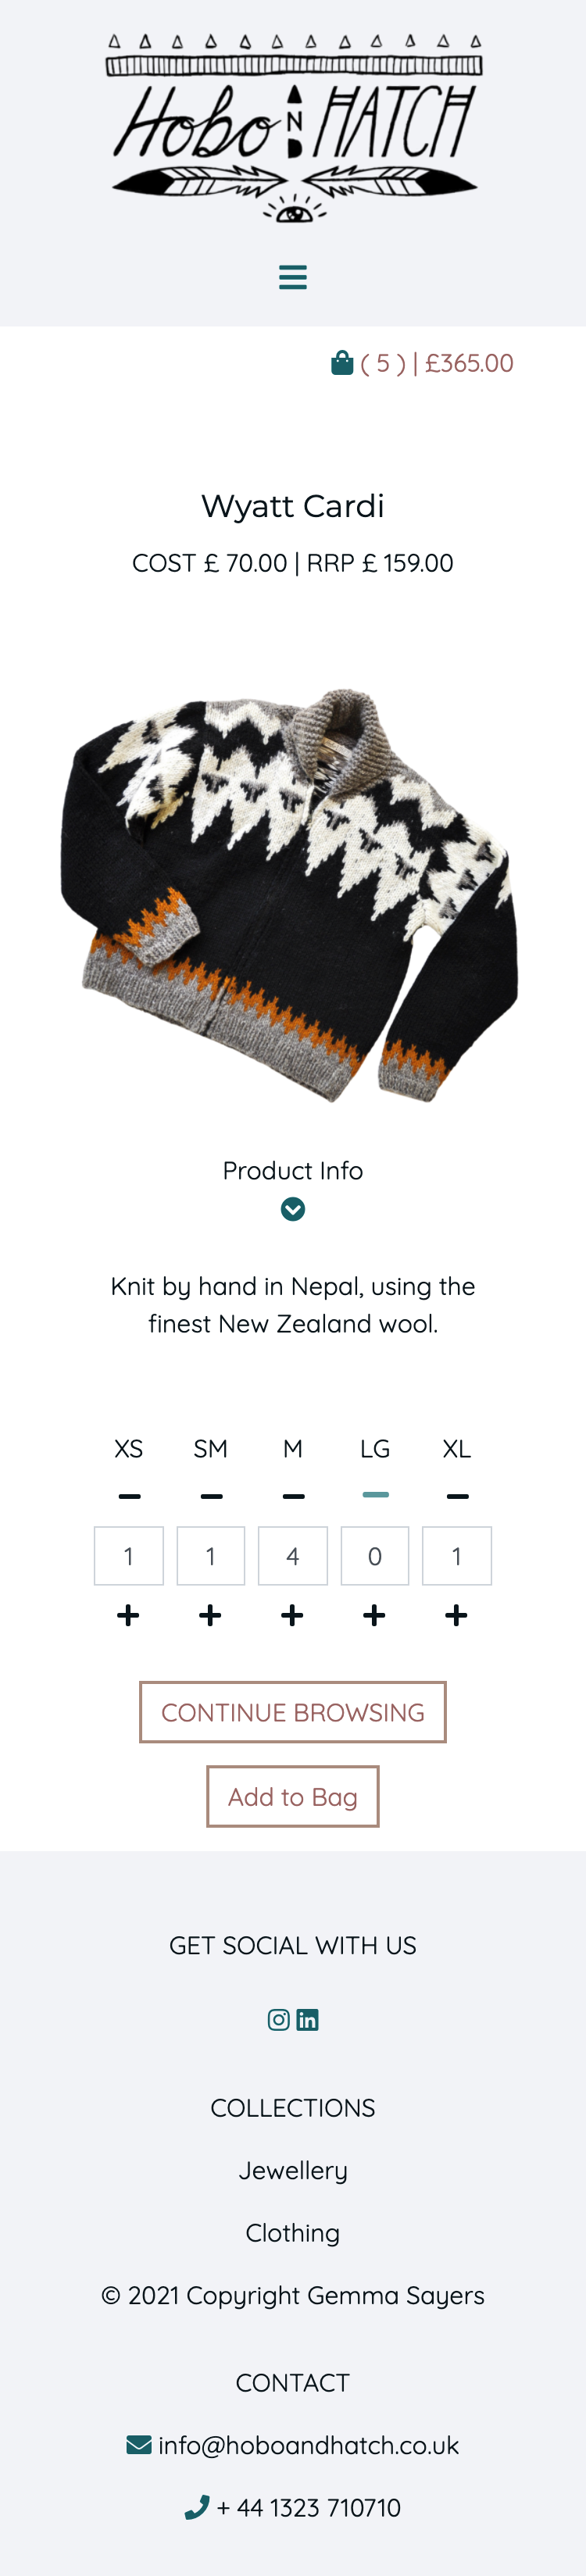 Hobo AND HATCH
( 5 ) | £365.00
Wyatt Cardi
COST £ 70.00 | RRP £ 159.00
Product Info
Knit by hand in Nepal, using the
finest New Zealand wool.
XS SM M LG XL
1 1 4 0 1
CONTINUE BROWSING
Add to Bag
GET SOCIAL WITH US
COLLECTIONS
Jewellery
Clothing
© 2021 Copyright Gemma Sayers
CONTACT
info@hoboandhatch.co.uk
+ 44 1323 710710